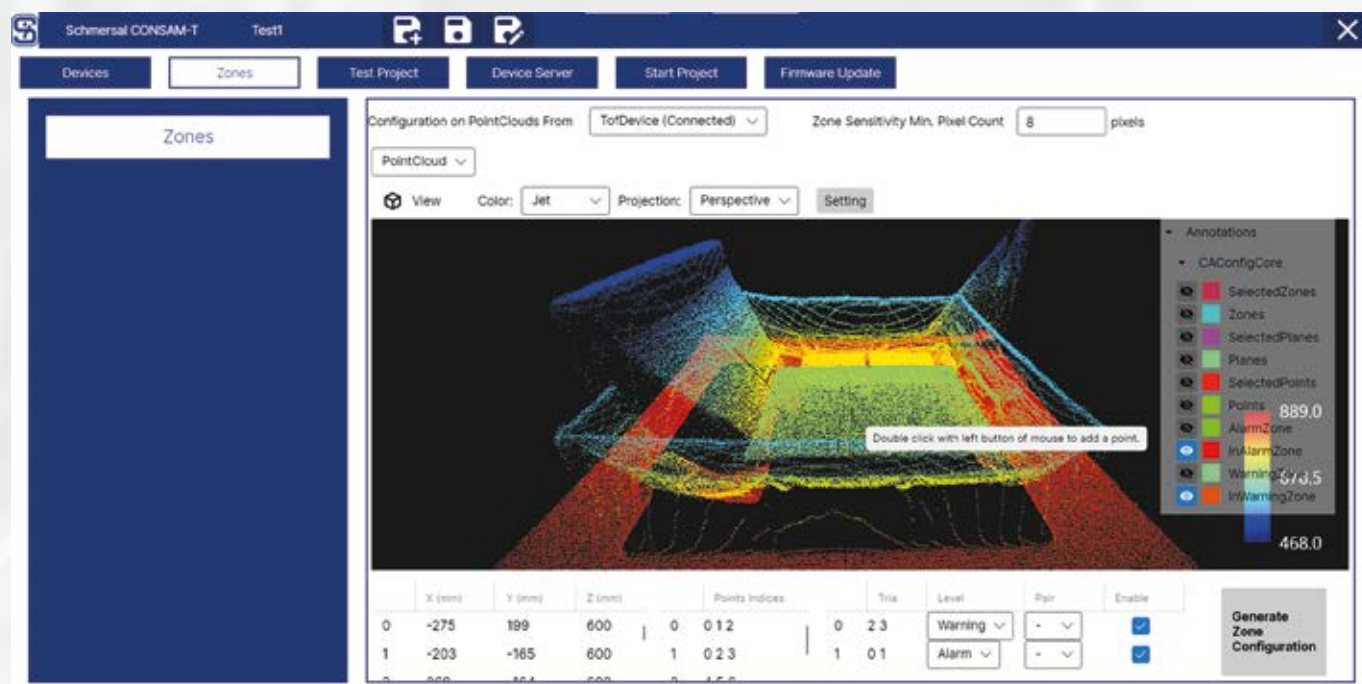 Schmersal CONSAM-T Test1
Devices Zones Test Project Device Server Start Project Firmware Update
Zones
Configuration on PointClouds From TofDevice (Connected) Zone Sensitivity Min. Pixel Count 8 pixels
PointCloud
View Color: Jet Projection: Perspective Setting
Annotations
CAConfigCore
SelectedZones
Zones
SelectedPlanes
Planes
SelectedPoints
Points
889.0
AlarmZone
Double click with left button of mouse to add a point.
InAlarmZone
InWarningZone
468.0
X (mm) Y (mm) Z (mm) Points Indices Tria Level Pair Enable
0 -275 199 600 0 0 1 2 0 2 3 Warning -
1 -203 -165 600 1 0 2 3 1 0 1 Alarm -
Generate
Zone
Configuration